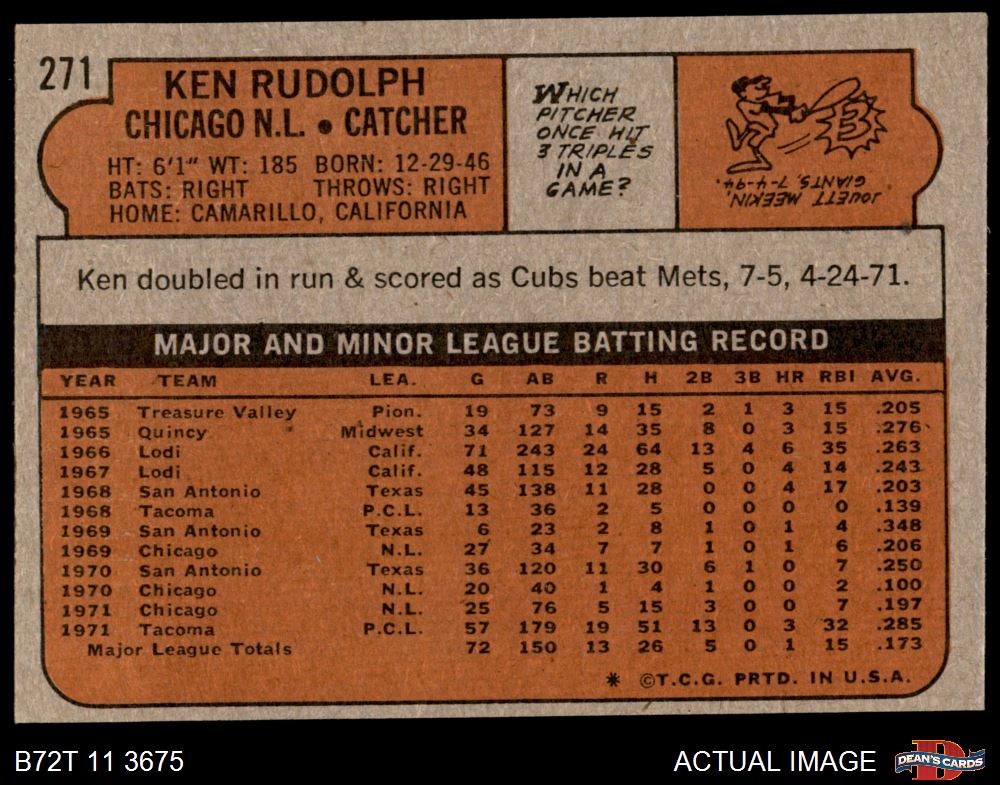 271
KEN RUDOLPH
CHICAGO N.L. • CATCHER
HT: 6'1" WT: 185 BORN: 12-29-46
BATS: RIGHT THROWS: RIGHT
HOME: CAMARILLO, CALIFORNIA
WHICH
PITCHER
ONCE HIT
3 TRIPLES
IN A
GAME?
3
JOUETT MEEKIN,
GIANTS, 7-4-94.
Ken doubled in run & scored as Cubs beat Mets, 7-5, 4-24-71.
MAJOR AND MINOR LEAGUE BATTING RECORD
YEAR TEAM LEA. G AB R H 2B 3B HR RBI AVG.
1965 Treasure Valley Pion. 19 73 9 15 2 1 3 15 .205
1965 Quincy Midwest 34 127 14 35 8 0 3 15 .276
1966 Lodi Calif. 71 243 24 64 13 4 6 35 .263
1967 Lodi Calif. 48 115 12 28 5 0 4 14 .243
1968 San Antonio Texas 45 138 11 28 0 0 4 17 .203
1968 Tacoma P.C.L. 13 36 2 5 0 0 0 0 .139
1969 San Antonio Texas 6 23 2 8 1 0 1 4 .348
1969 Chicago N.L. 27 34 7 7 1 0 1 6 .206
1970 San Antonio Texas 36 120 11 30 6 1 0 7 .250
1970 Chicago N.L. 20 40 1 4 1 0 0 2 .100
1971 Chicago N.L. 25 76 5 15 3 0 0 7 .197
1971 Tacoma P.C.L. 57 179 19 51 13 0 3 32 .285
Major League Totals 72 150 13 26 5 0 1 15 .173
* ©T.C.G. PRTD. IN U.S.A.
B72T 11 3675
ACTUAL IMAGE
D
DEAN'S CARDS